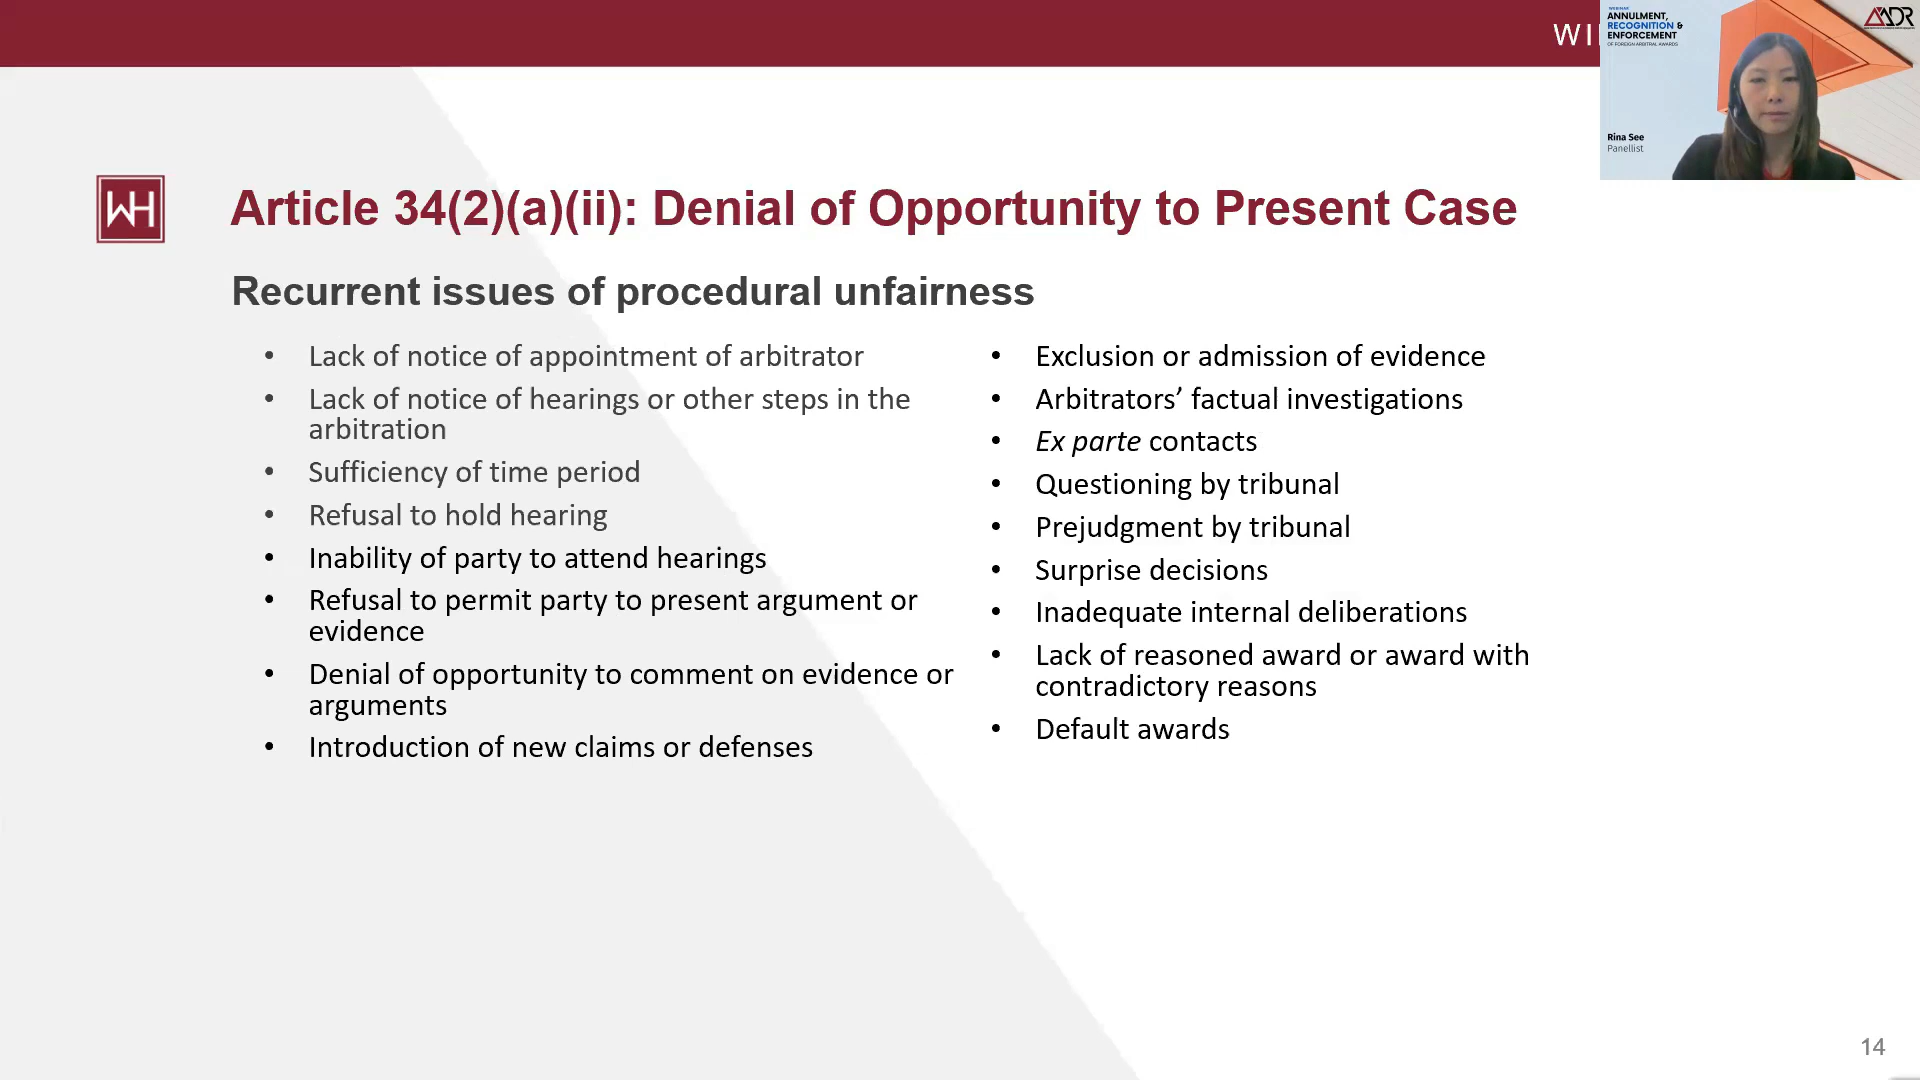 WI
WEBINAR
ANNULMENT,
RECOGNITION &
ENFORCEMENT
OF FOREIGN ARBITRAL AWARDS
Rina See
Panellist
WH
Article 34(2)(a)(ii): Denial of Opportunity to Present Case
Recurrent issues of procedural unfairness
• Lack of notice of appointment of arbitrator
• Lack of notice of hearings or other steps in the
arbitration
• Sufficiency of time period
• Refusal to hold hearing
• Inability of party to attend hearings
• Refusal to permit party to present argument or
evidence
• Denial of opportunity to comment on evidence or
arguments
• Introduction of new claims or defenses
• Exclusion or admission of evidence
• Arbitrators’ factual investigations
• Ex parte contacts
• Questioning by tribunal
• Prejudgment by tribunal
• Surprise decisions
• Inadequate internal deliberations
• Lack of reasoned award or award with
contradictory reasons
• Default awards
14